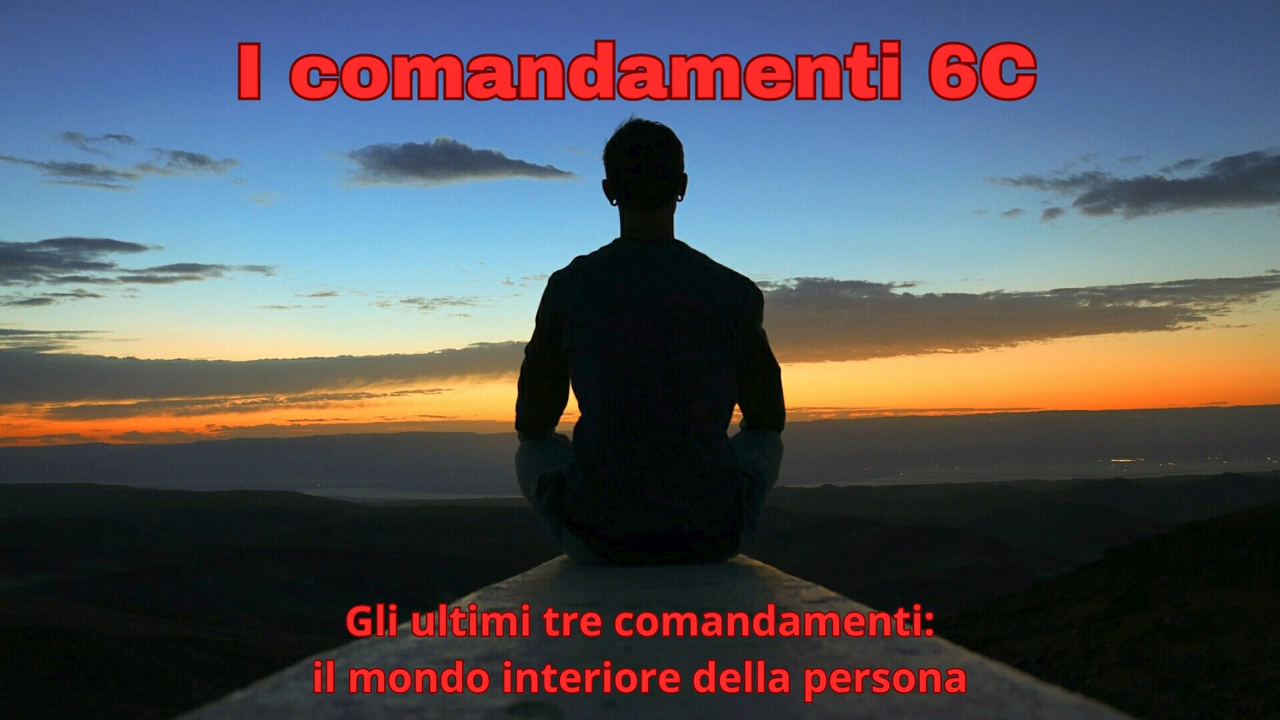 I comandamenti 6C
Gli ultimi tre comandamenti:
il mondo interiore della persona